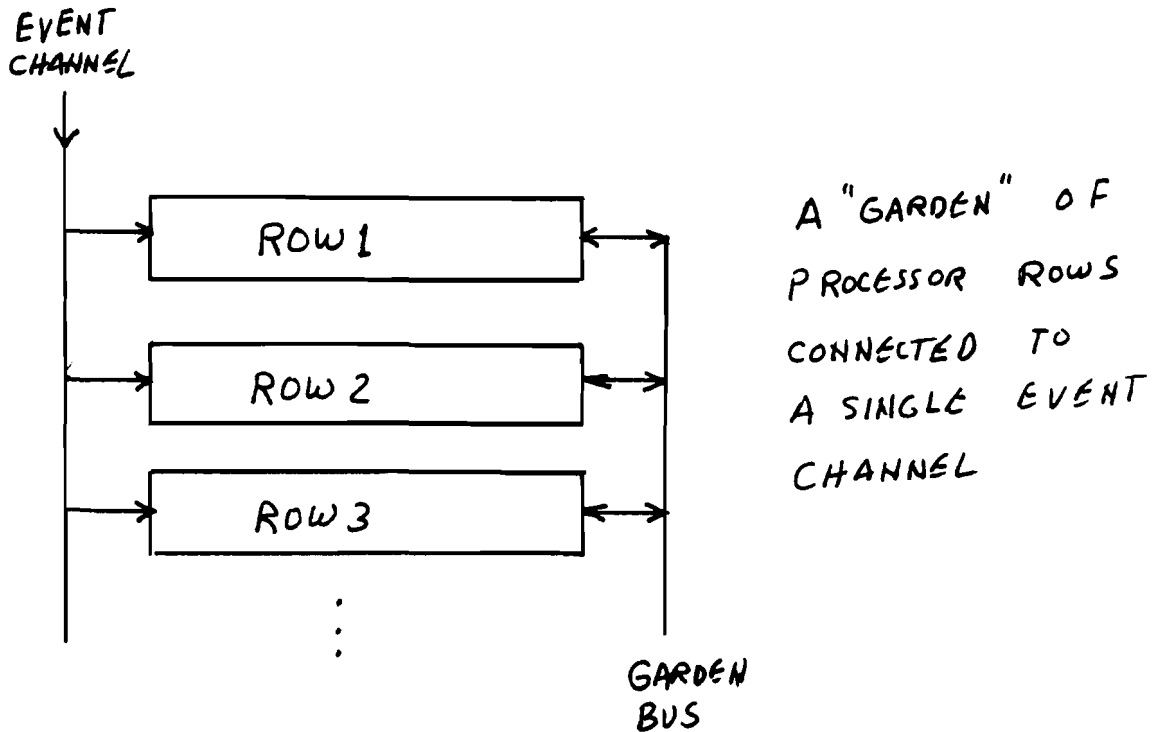 EVENT
CHANNEL
ROW 1
ROW 2
ROW 3
A "GARDEN" OF
PROCESSOR ROWS
CONNECTED TO
A SINGLE EVENT
CHANNEL
GARDEN
BUS